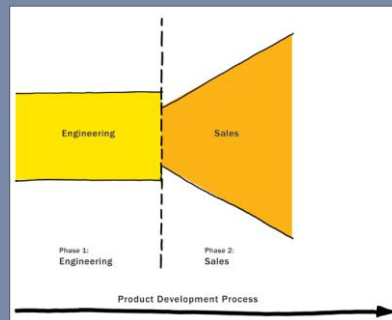 Engineering
Sales
Phase 1:
Engineering
Phase 2:
Sales
Product Development Process